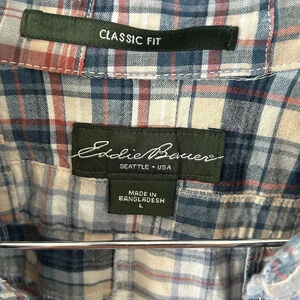 CLASSIC FIT
Eddie Bauer
SEATTLE • USA
MADE IN
BANGLADESH
L